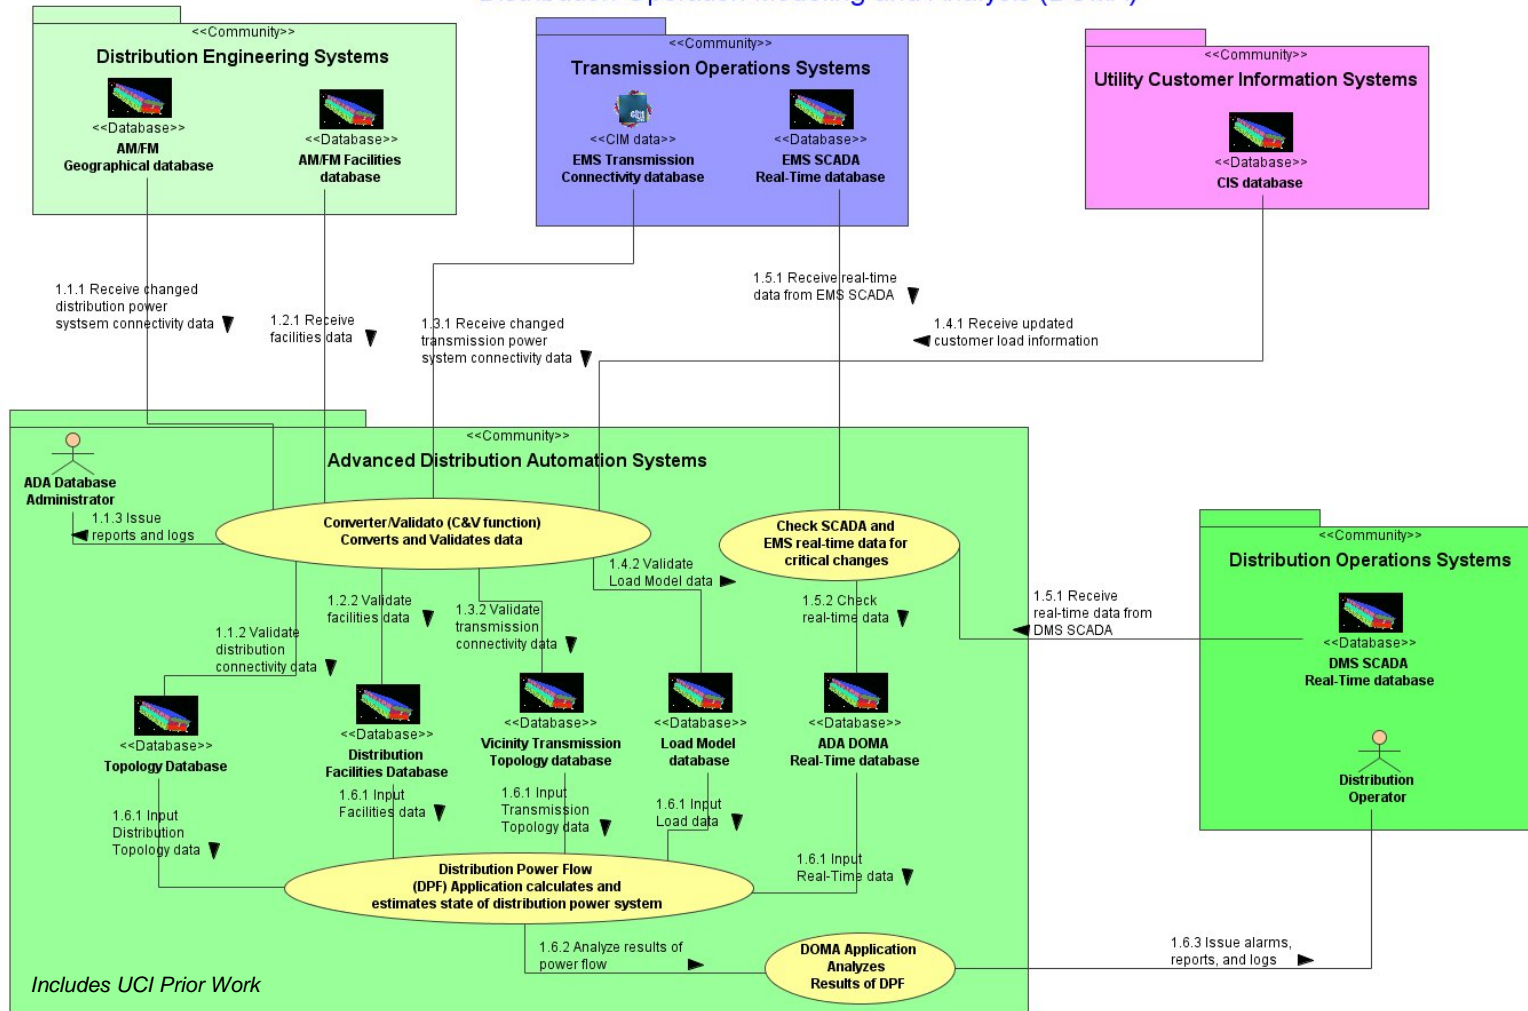 Distribution Operation Modeling and Analysis (DOMA)
<<Community>>
Distribution Engineering Systems
<<Database>>
AM/FM
Geographical database
<<Database>>
AM/FM Facilities
database
<<Community>>
Transmission Operations Systems
<<CIM data>>
EMS Transmission
Connectivity database
<<Database>>
EMS SCADA
Real-Time database
<<Community>>
Utility Customer Information Systems
<<Database>>
CIS database
1.1.1 Receive changed
distribution power
systsem connectivity data
1.2.1 Receive
facilities data
1.3.1 Receive changed
transmission power
system connectivity data
1.5.1 Receive real-time
data from EMS SCADA
1.4.1 Receive updated
customer load information
<<Community>>
Advanced Distribution Automation Systems
ADA Database
Administrator
1.1.3 Issue
reports and logs
Converter/Validato (C&V function)
Converts and Validates data
Check SCADA and
EMS real-time data for
critical changes
1.1.2 Validate
distribution
connectivity data
1.2.2 Validate
facilities data
1.3.2 Validate
transmission
connectivity data
1.4.2 Validate
Load Model data
1.5.2 Check
real-time data
1.5.1 Receive
real-time data from
DMS SCADA
<<Community>>
Distribution Operations Systems
<<Database>>
DMS SCADA
Real-Time database
Distribution
Operator
<<Database>>
Topology Database
<<Database>>
Distribution
Facilities Database
<<Database>>
Vicinity Transmission
Topology database
<<Database>>
Load Model
database
<<Database>>
ADA DOMA
Real-Time database
1.6.1 Input
Distribution
Topology data
1.6.1 Input
Facilities data
1.6.1 Input
Transmission
Topology data
1.6.1 Input
Load data
1.6.1 Input
Real-Time data
Distribution Power Flow
(DPF) Application calculates and
estimates state of distribution power system
1.6.2 Analyze results of
power flow
DOMA Application
Analyzes
Results of DPF
1.6.3 Issue alarms,
reports, and logs
Includes UCI Prior Work